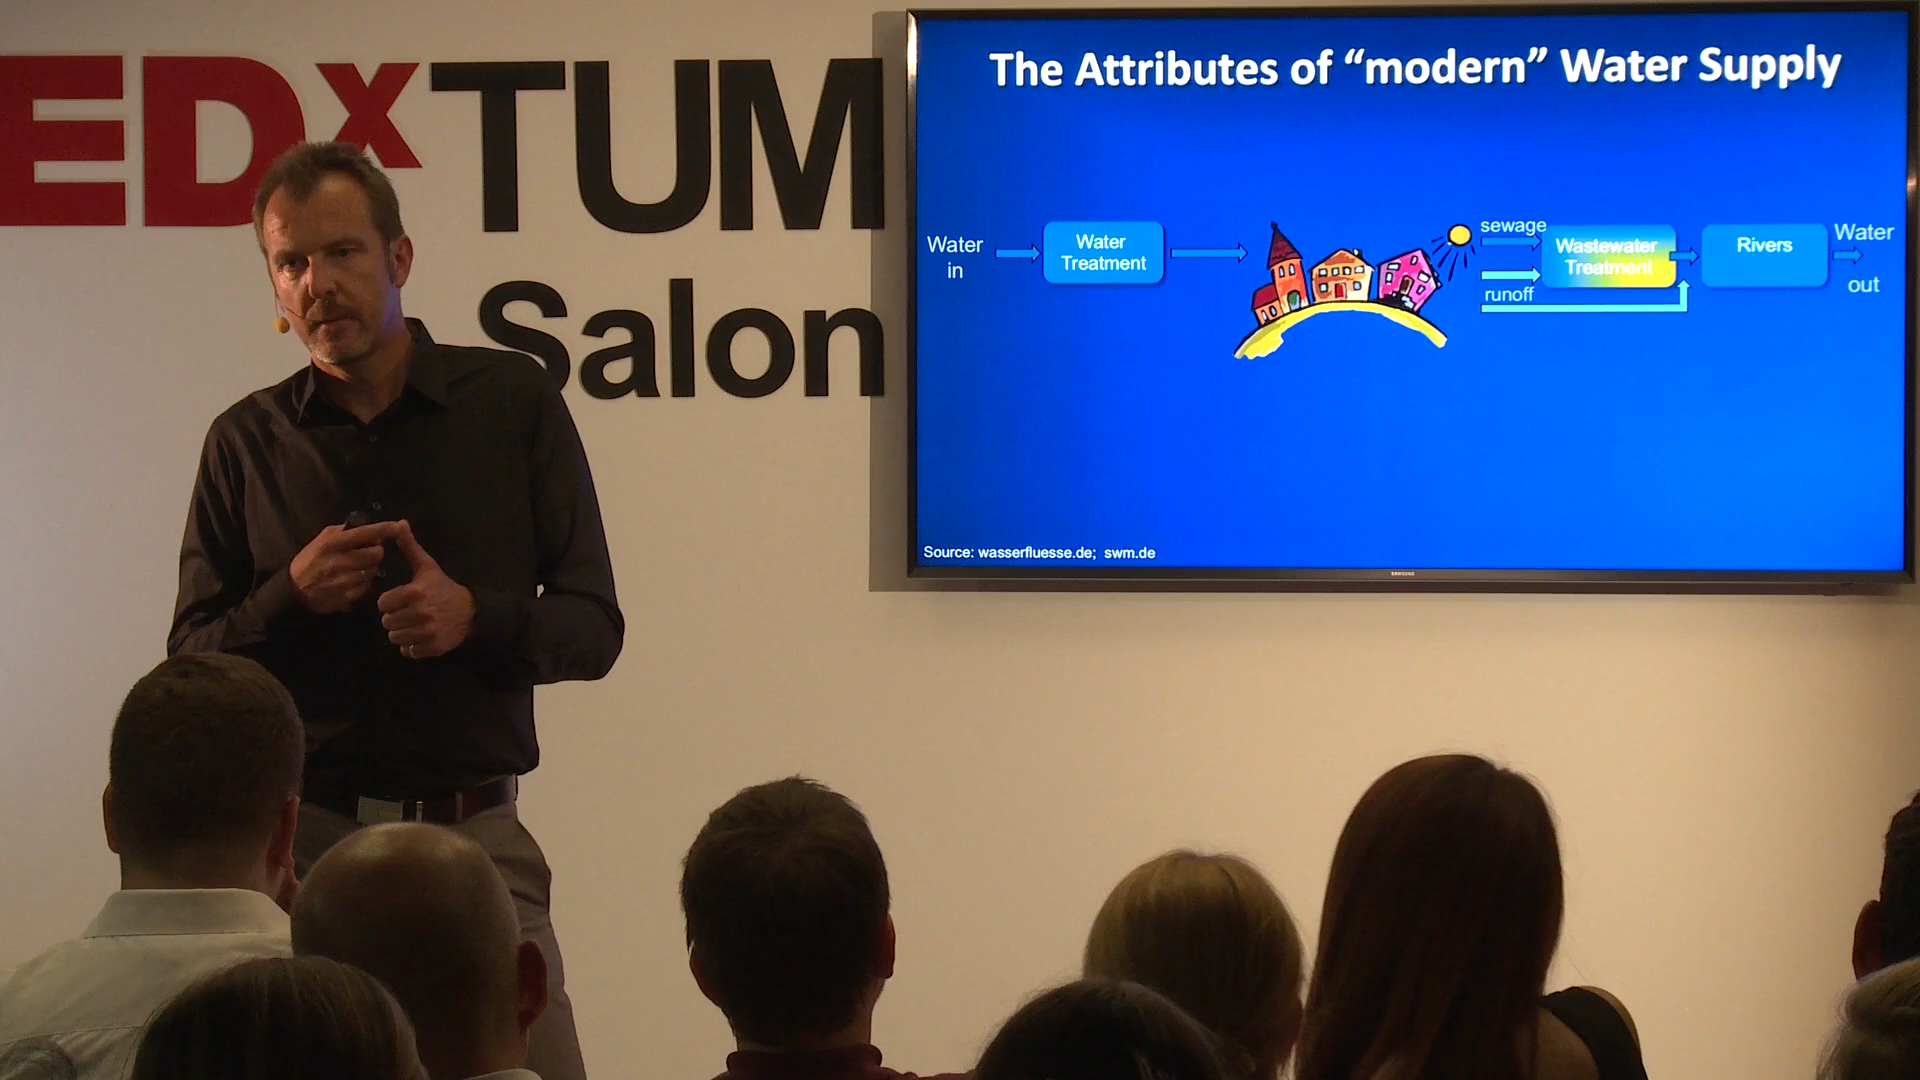 EDxTUM
Salon
The Attributes of “modern” Water Supply
Water
in
Water
Treatment
sewage
runoff
Wastewater
Treatment
Rivers
Water
out
Source: wasserfluesse.de; swm.de
SAMSUNG